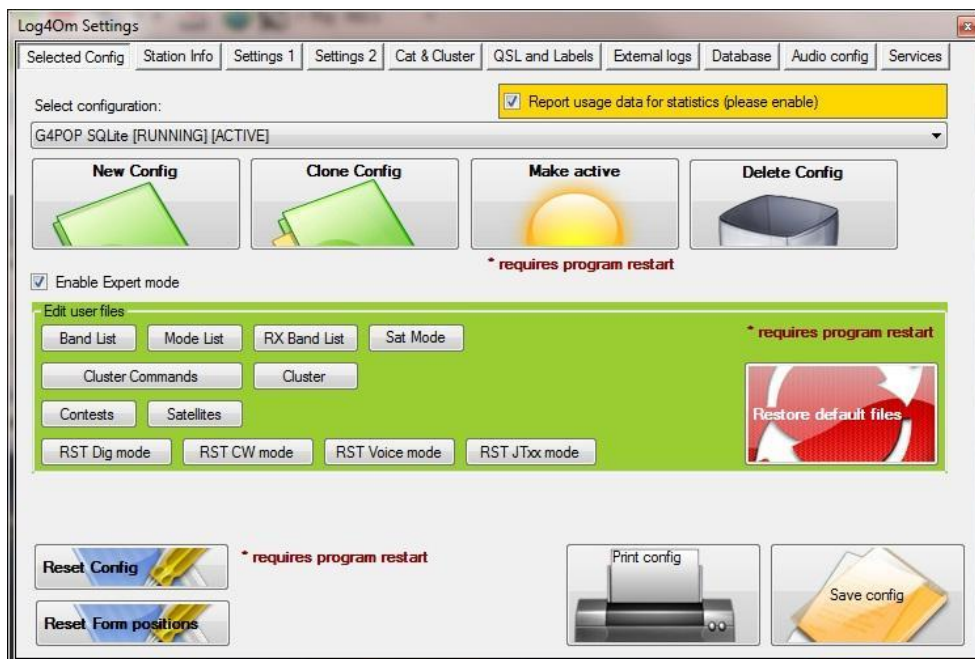 Log4Om Settings
Selected Config Station Info Settings 1 Settings 2 Cat & Cluster QSL and Labels External logs Database Audio config Services
Select configuration:
Report usage data for statistics (please enable)
G4POP SQLite [RUNNING] [ACTIVE]
New Config Clone Config Make active Delete Config
* requires program restart
Enable Expert mode
Edit user files
Band List Mode List RX Band List Sat Mode
* requires program restart
Cluster Commands Cluster
Contests Satellites
Restore default files
RST Dig mode RST CW mode RST Voice mode RST JTxx mode
Reset Config
* requires program restart
Print config
Save config
Reset Form positions